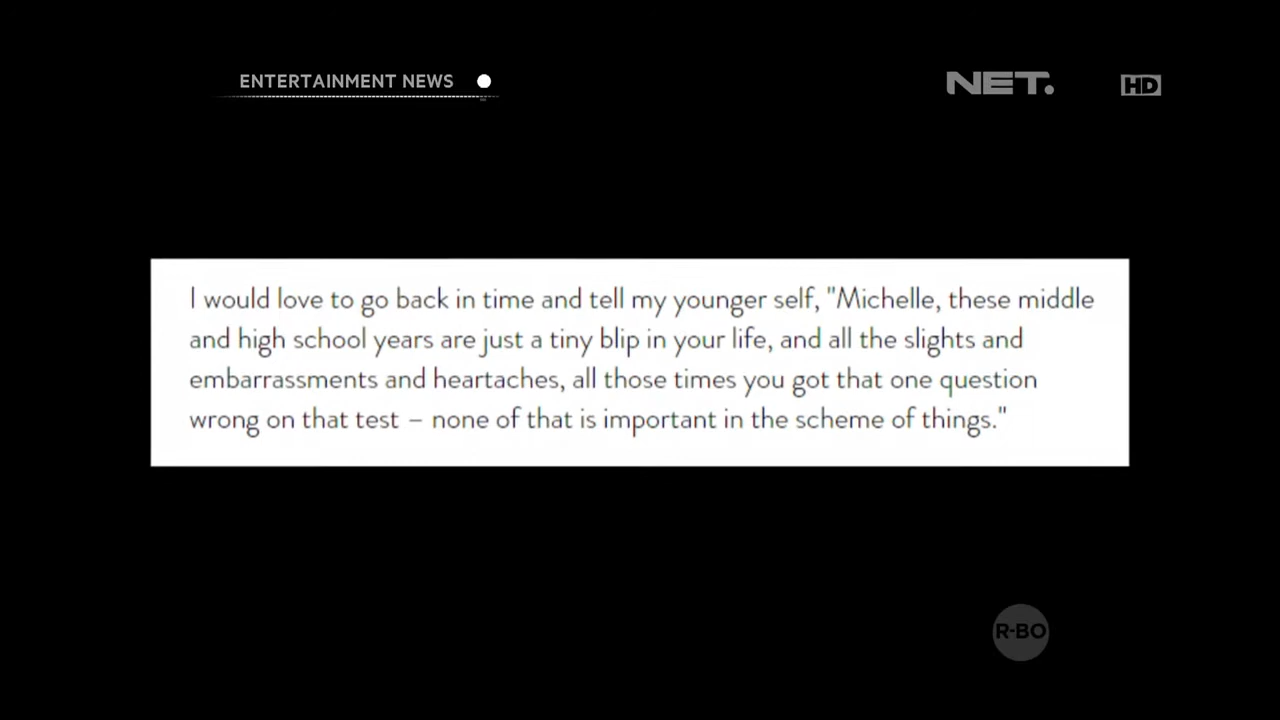 ENTERTAINMENT NEWS
NET.
HD
I would love to go back in time and tell my younger self, "Michelle, these middle
and high school years are just a tiny blip in your life, and all the slights and
embarrassments and heartaches, all those times you got that one question
wrong on that test – none of that is important in the scheme of things."
R-BO